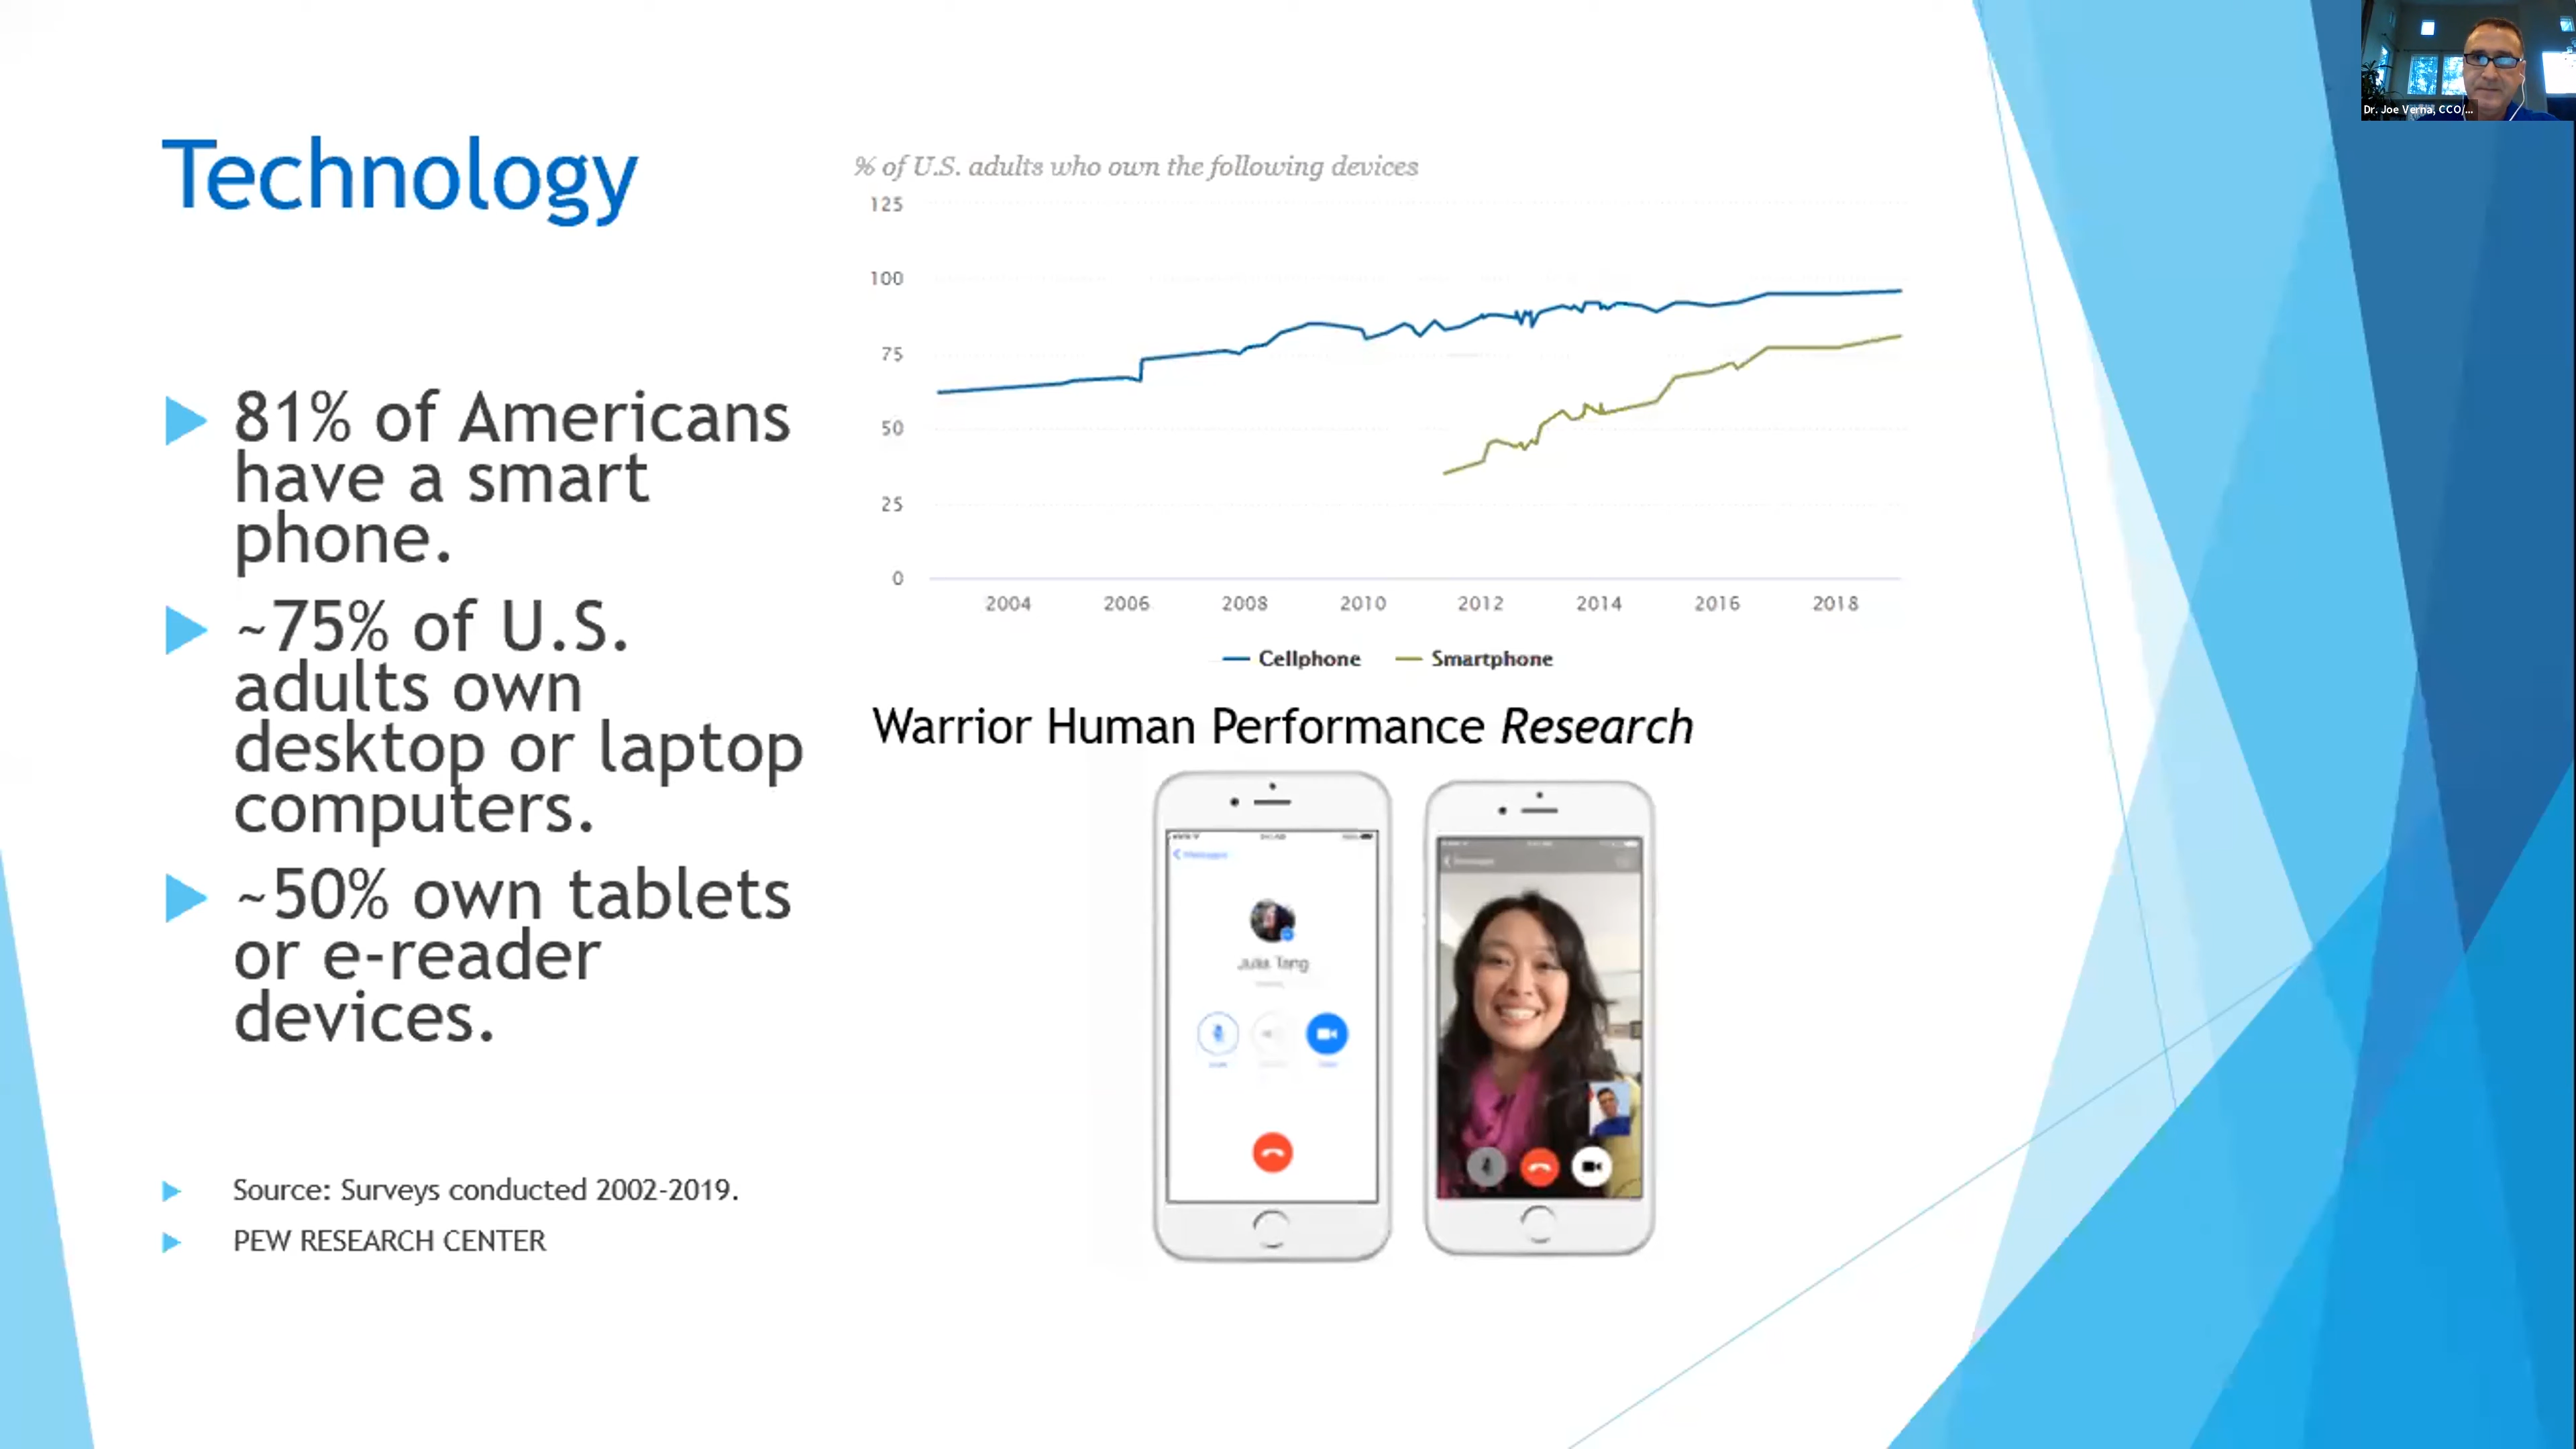 Dr. Joe Verna, CCO/...
Technology
81% of Americans
have a smart
phone.
~75% of U.S.
adults own
desktop or laptop
computers.
~50% own tablets
or e-reader
devices.
Source: Surveys conducted 2002-2019.
PEW RESEARCH CENTER
% of U.S. adults who own the following devices
125
100
75
50
25
0
2004 2006 2008 2010 2012 2014 2016 2018
Cellphone Smartphone
Warrior Human Performance Research
Messages
Julia Tang